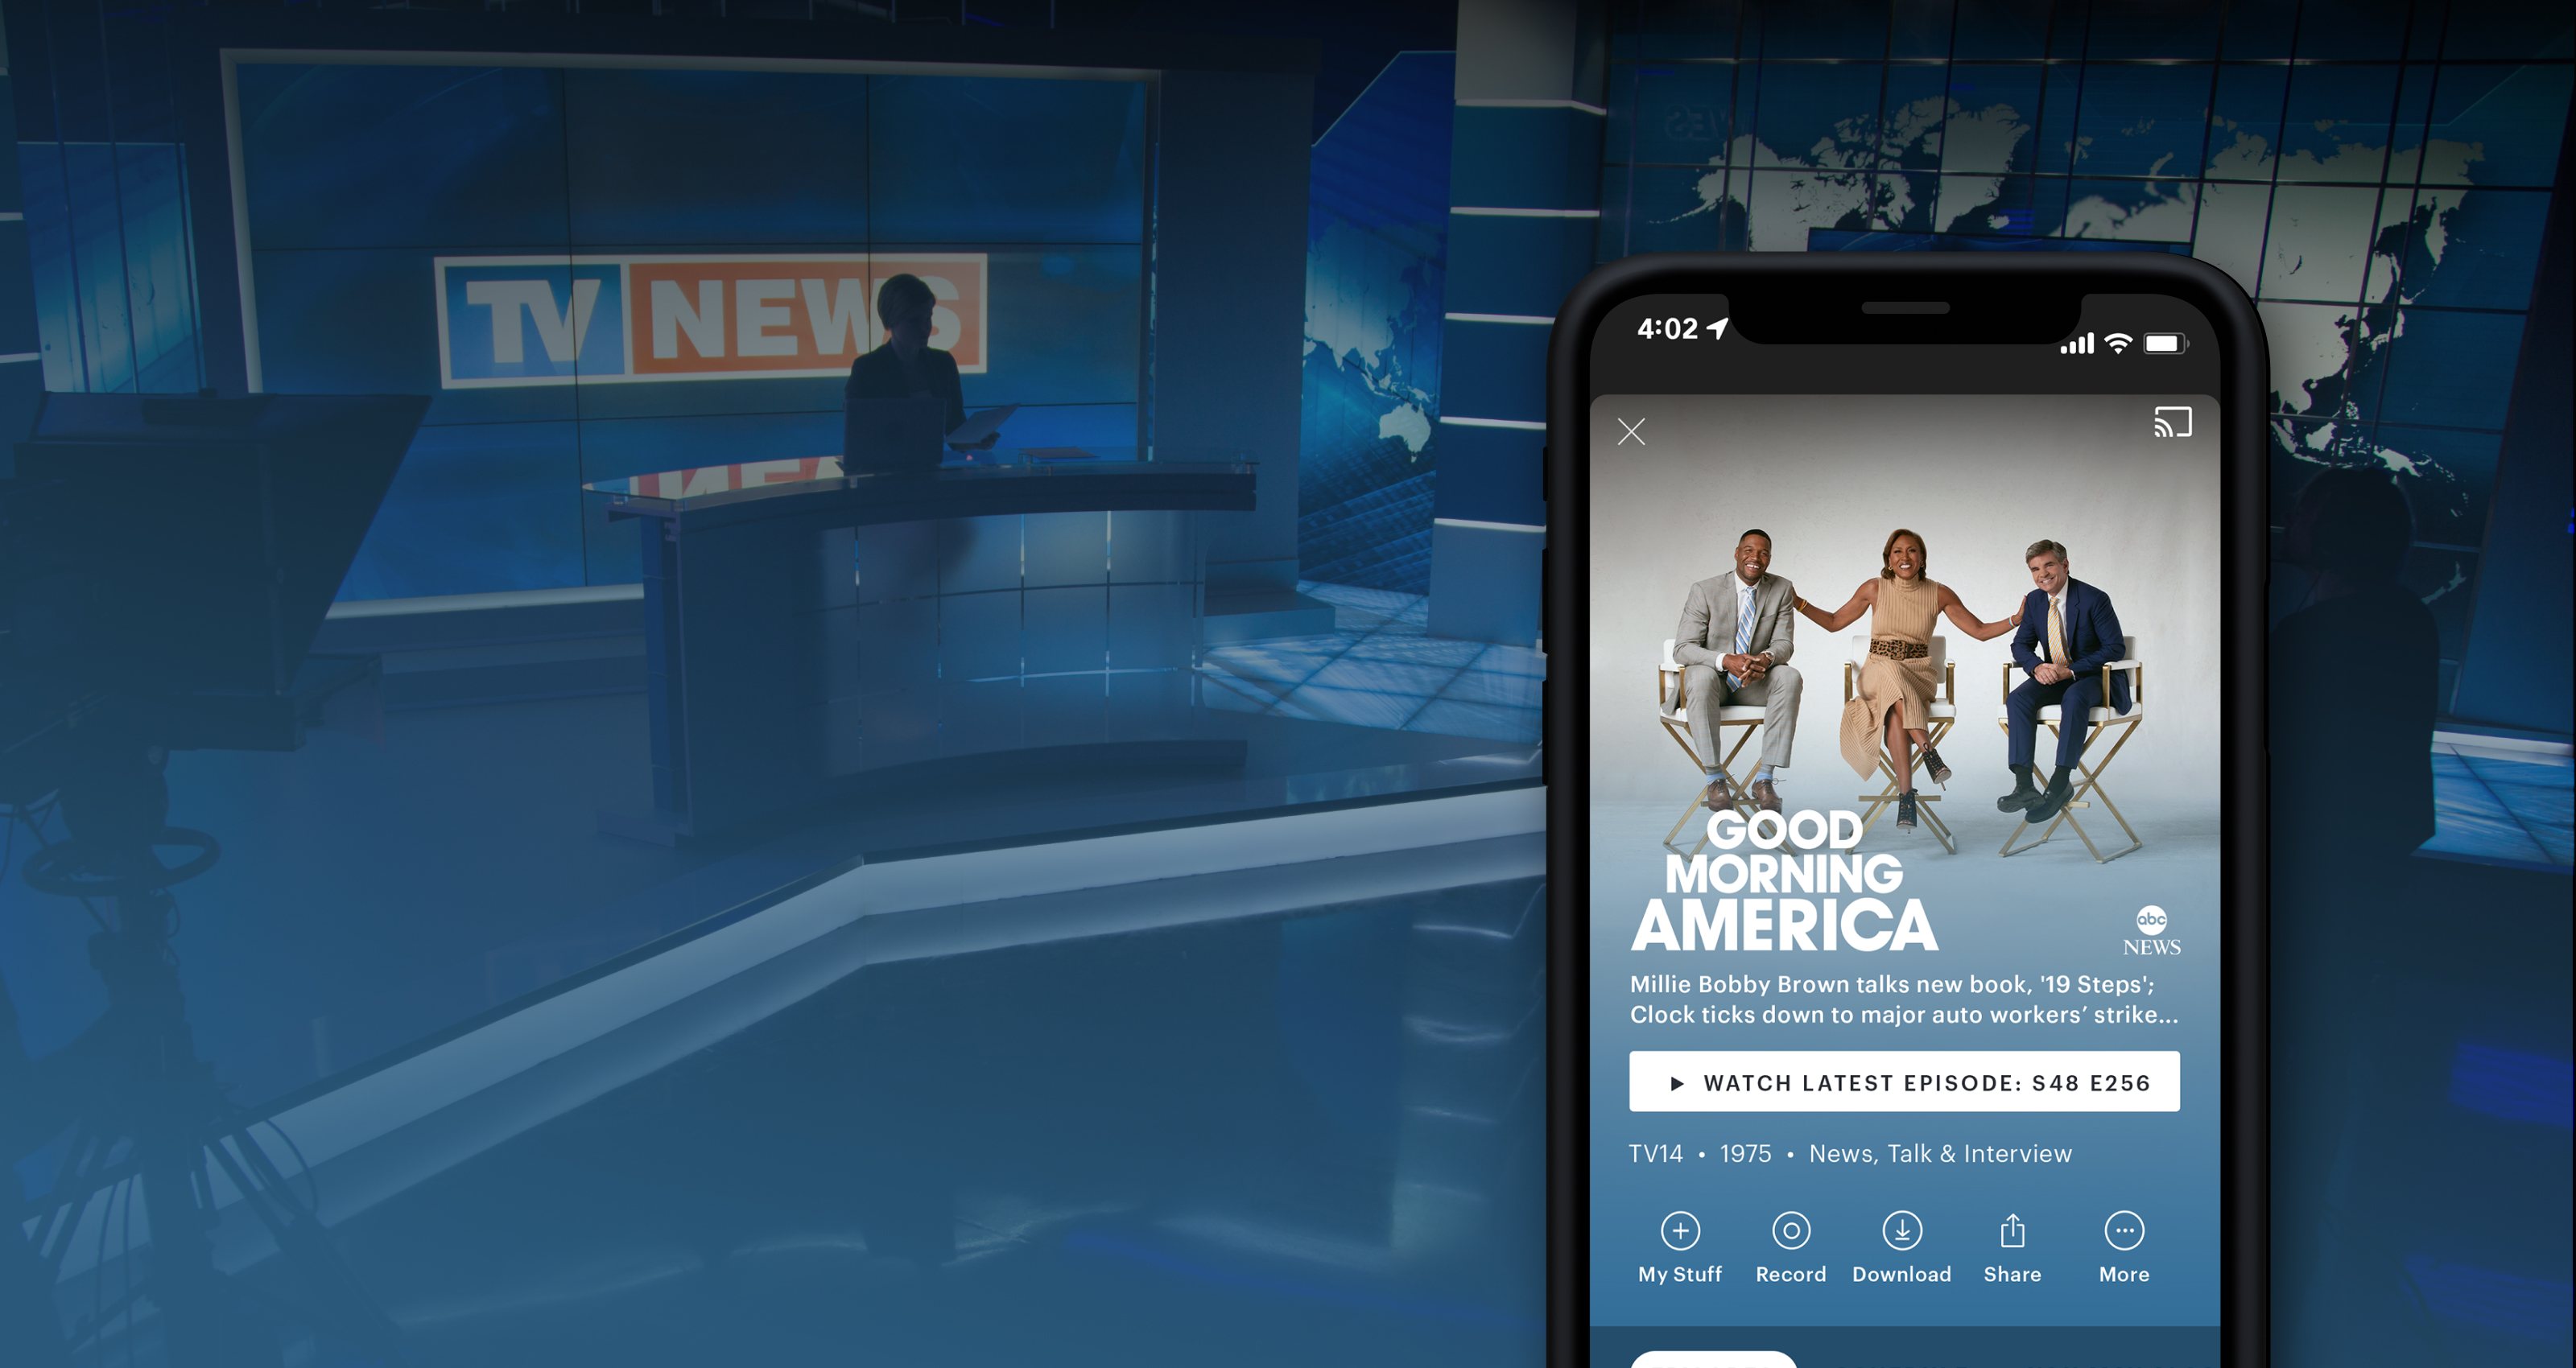 TV NEWS
4:02
GOOD
MORNING
AMERICA
abc
NEWS
Millie Bobby Brown talks new book, '19 Steps';
Clock ticks down to major auto workers’ strike...
WATCH LATEST EPISODE: S48 E256
TV14 • 1975 • News, Talk & Interview
My Stuff Record Download Share More